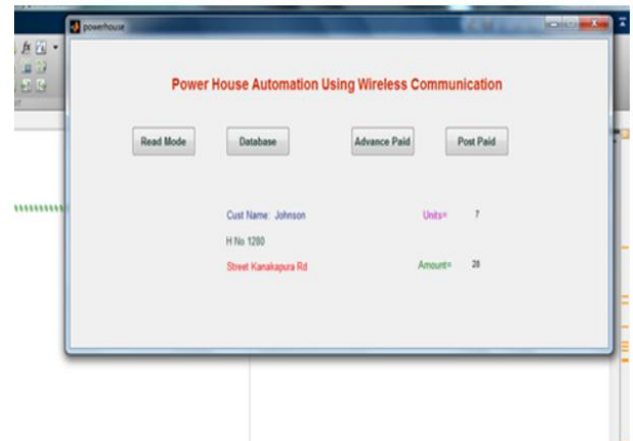 powerhouse
Power House Automation Using Wireless Communication
Read Mode Database Advance Paid Post Paid
Cust Name: Johnson Units= 7
H No 1280
Street Kanakapura Rd Amount= 28